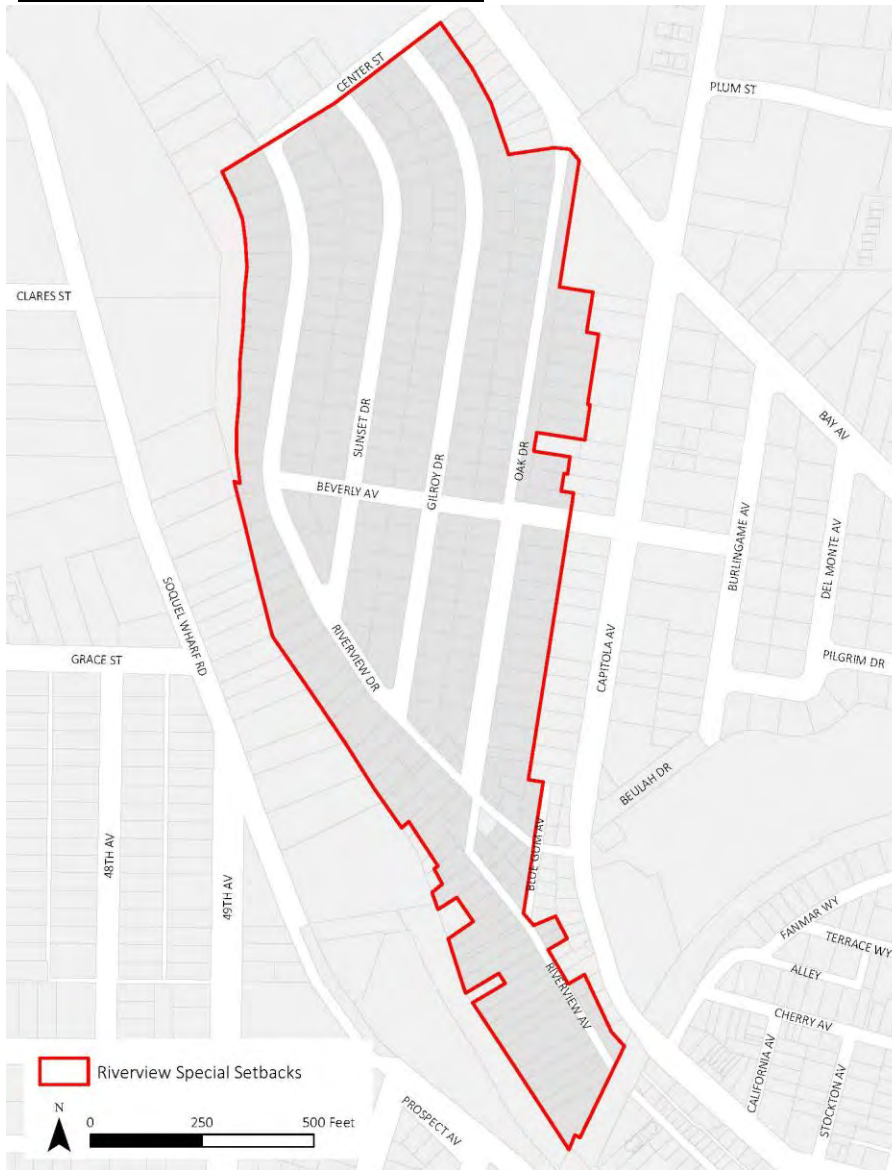 CENTER ST
PLUM ST
CLARES ST
SUNSET DR
GILROY DR
OAK DR
BAY AV
BEVERLY AV
BURLINGAME AV
DEL MONTE AV
SOQUEL WHARF RD
RIVERVIEW DR
CAPITOLA AV
PILGRIM DR
GRACE ST
BEULAH DR
48TH AV
49TH AV
BLUE GUM AV
FANMAR WY
TERRACE WY
ALLEY
RIVERVIEW AV
CHERRY AV
CALIFORNIA AV
STOCKTON AV
PROSPECT AV
Riverview Special Setbacks
N
0 250 500 Feet